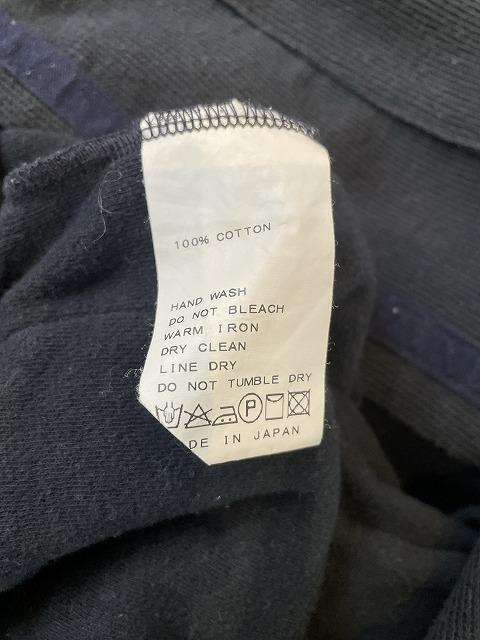 100% COTTON
HAND WASH
DO NOT BLEACH
WARM IRON
DRY CLEAN
LINE DRY
DO NOT TUMBLE DRY
P
DE IN JAPAN